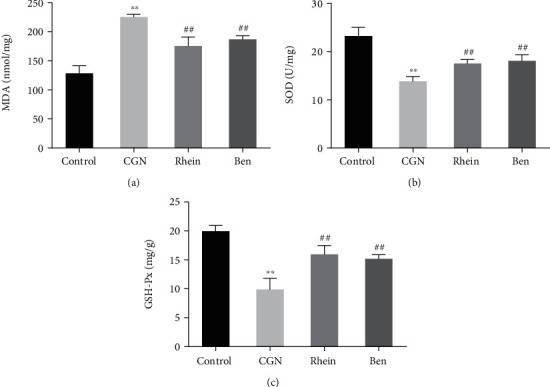 MDA (nmol/mg)
250
200
150
100
50
0
**
##
##
Control CGN Rhein Ben
(a)
SOD (U/mg)
30
20
10
0
**
##
##
Control CGN Rhein Ben
(b)
GSH-Px (mg/g)
25
20
15
10
5
0
**
##
##
Control CGN Rhein Ben
(c)